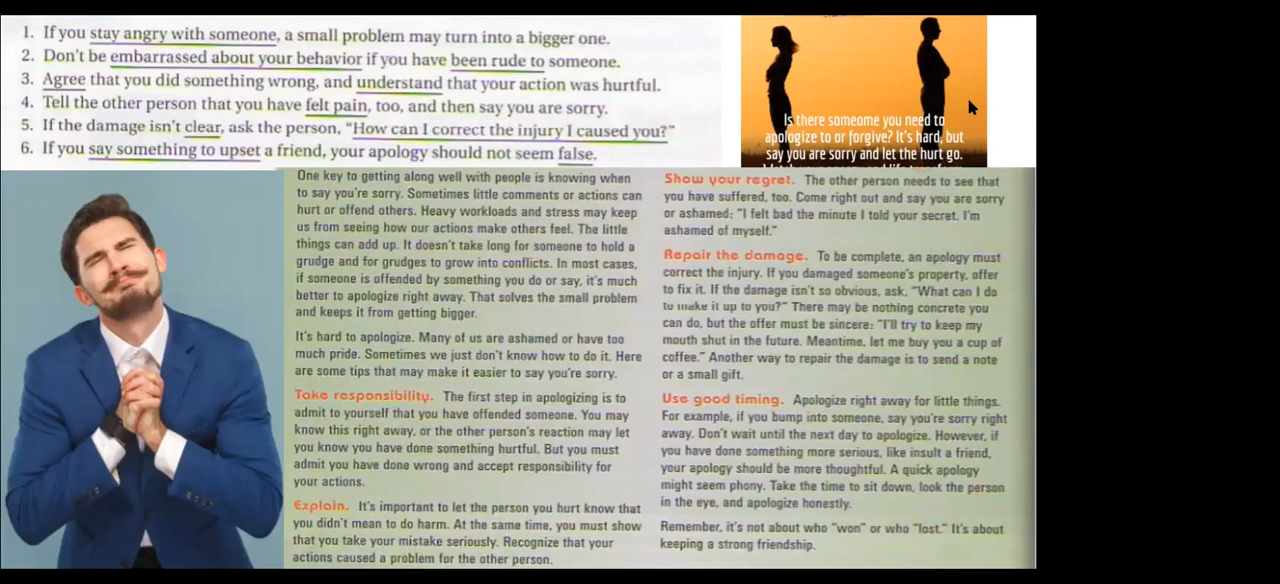 1. If you stay angry with someone, a small problem may turn into a bigger one.
2. Don't be embarrassed about your behavior if you have been rude to someone.
3. Agree that you did something wrong, and understand that your action was hurtful.
4. Tell the other person that you have felt pain, too, and then say you are sorry.
5. If the damage isn't clear, ask the person, "How can I correct the injury I caused you?"
6. If you say something to upset a friend, your apology should not seem false.
Is there someome you need to
apologize to or forgive? It's hard, but
say you are sorry and let the hurt go.
One key to getting along well with people is knowing when
to say you're sorry. Sometimes little comments or actions can
hurt or offend others. Heavy workloads and stress may keep
us from seeing how our actions make others feel. The little
things can add up. It doesn't take long for someone to hold a
grudge and for grudges to grow into conflicts. In most cases,
if someone is offended by something you do or say, it's much
better to apologize right away. That solves the small problem
and keeps it from getting bigger.
It's hard to apologize. Many of us are ashamed or have too
much pride. Sometimes we just don't know how to do it. Here
are some tips that may make it easier to say you're sorry.
Take responsibility. The first step in apologizing is to
admit to yourself that you have offended someone. You may
know this right away, or the other person's reaction may let
you know you have done something hurtful. But you must
admit you have done wrong and accept responsibility for
your actions.
Explain. It's important to let the person you hurt know that
you didn't mean to do harm. At the same time, you must show
that you take your mistake seriously. Recognize that your
actions caused a problem for the other person.
Show your regret. The other person needs to see that
you have suffered, too. Come right out and say you are sorry
or ashamed: "I felt bad the minute I told your secret. I'm
ashamed of myself."
Repair the damage. To be complete, an apology must
correct the injury. If you damaged someone's property, offer
to fix it. If the damage isn't so obvious, ask, "What can I do
to make it up to you?" There may be nothing concrete you
can do, but the offer must be sincere: "I'll try to keep my
mouth shut in the future. Meantime, let me buy you a cup of
coffee." Another way to repair the damage is to send a note
or a small gift.
Use good timing. Apologize right away for little things.
For example, if you bump into someone, say you're sorry right
away. Don't wait until the next day to apologize. However, if
you have done something more serious, like insult a friend,
your apology should be more thoughtful. A quick apology
might seem phony. Take the time to sit down, look the person
in the eye, and apologize honestly.
Remember, it's not about who "won" or who "lost." It's about
keeping a strong friendship.